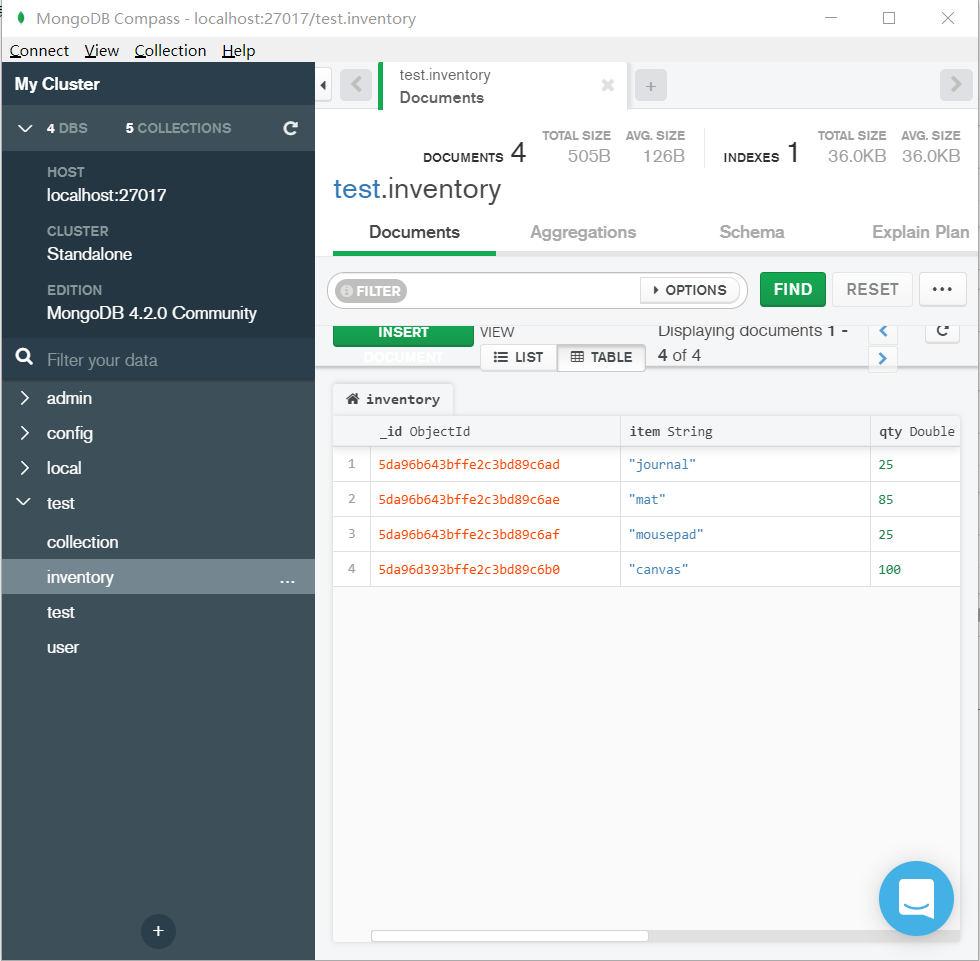 MongoDB Compass - localhost:27017/test.inventory
Connect View Collection Help
My Cluster
4 DBS 5 COLLECTIONS
HOST
localhost:27017
CLUSTER
Standalone
EDITION
MongoDB 4.2.0 Community
Filter your data
admin
config
local
test
collection
inventory ...
test
user
+
test.inventory
Documents
+
DOCUMENTS 4 TOTAL SIZE 505B AVG. SIZE 126B INDEXES 1 TOTAL SIZE 36.0KB AVG. SIZE 36.0KB
test.inventory
Documents Aggregations Schema Explain Plan
FILTER OPTIONS FIND RESET ...
INSERT DOCUMENT VIEW LIST TABLE
Displaying documents 1 -
4 of 4
inventory
_id ObjectId item String qty Double
1 5da96b643bffe2c3bd89c6ad "journal" 25
2 5da96b643bffe2c3bd89c6ae "mat" 85
3 5da96b643bffe2c3bd89c6af "mousepad" 25
4 5da96d393bffe2c3bd89c6b0 "canvas" 100